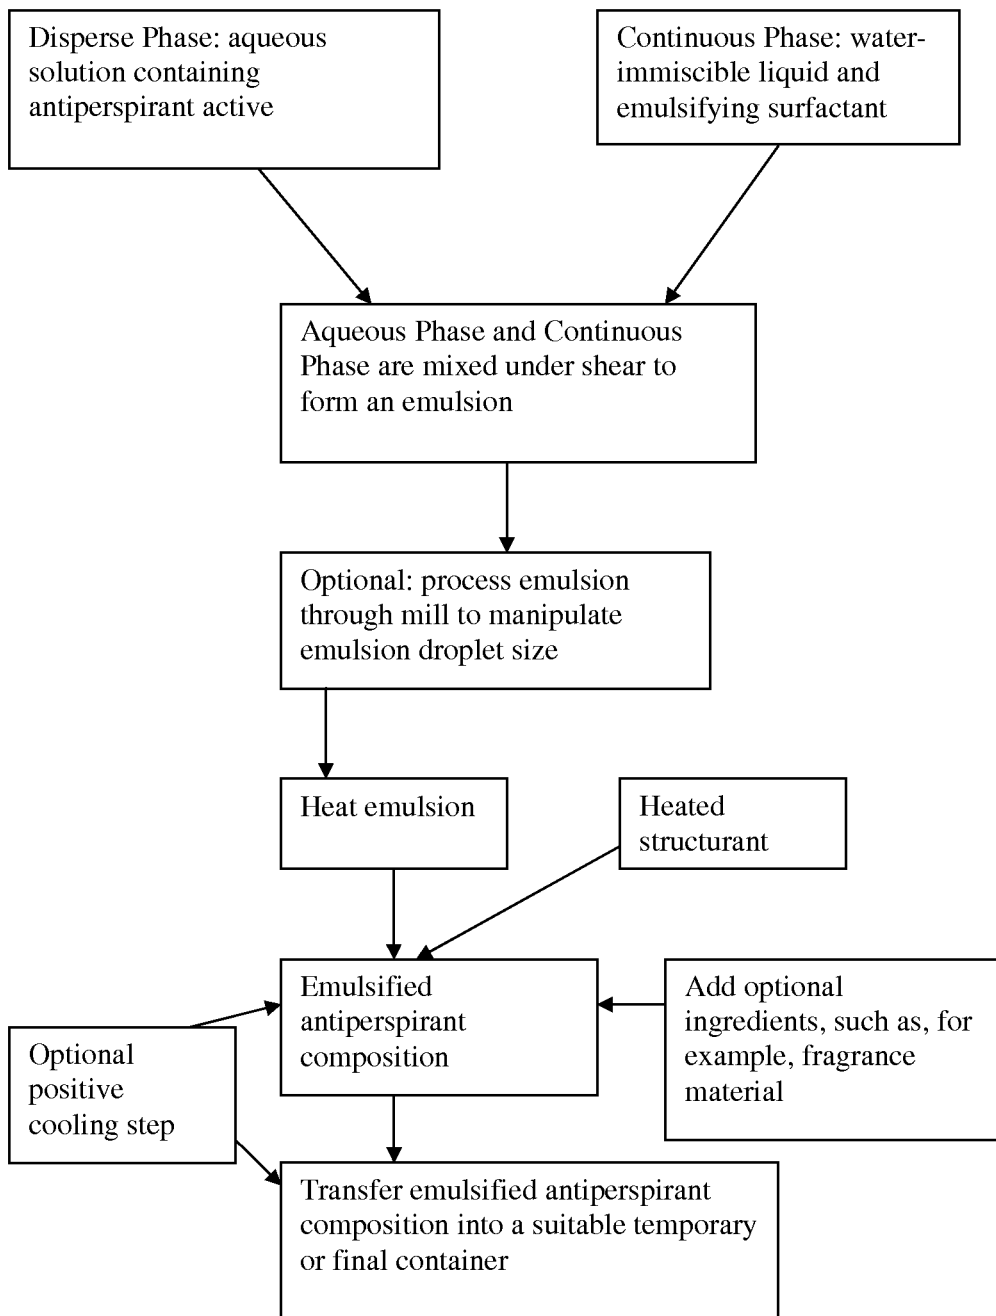 Disperse Phase: aqueous
solution containing
antiperspirant active
Continuous Phase: water-
immiscible liquid and
emulsifying surfactant
Aqueous Phase and Continuous
Phase are mixed under shear to
form an emulsion
Optional: process emulsion
through mill to manipulate
emulsion droplet size
Heat emulsion
Heated
structurant
Emulsified
antiperspirant
composition
Add optional
ingredients, such as, for
example, fragrance
material
Optional
positive
cooling step
Transfer emulsified antiperspirant
composition into a suitable temporary
or final container